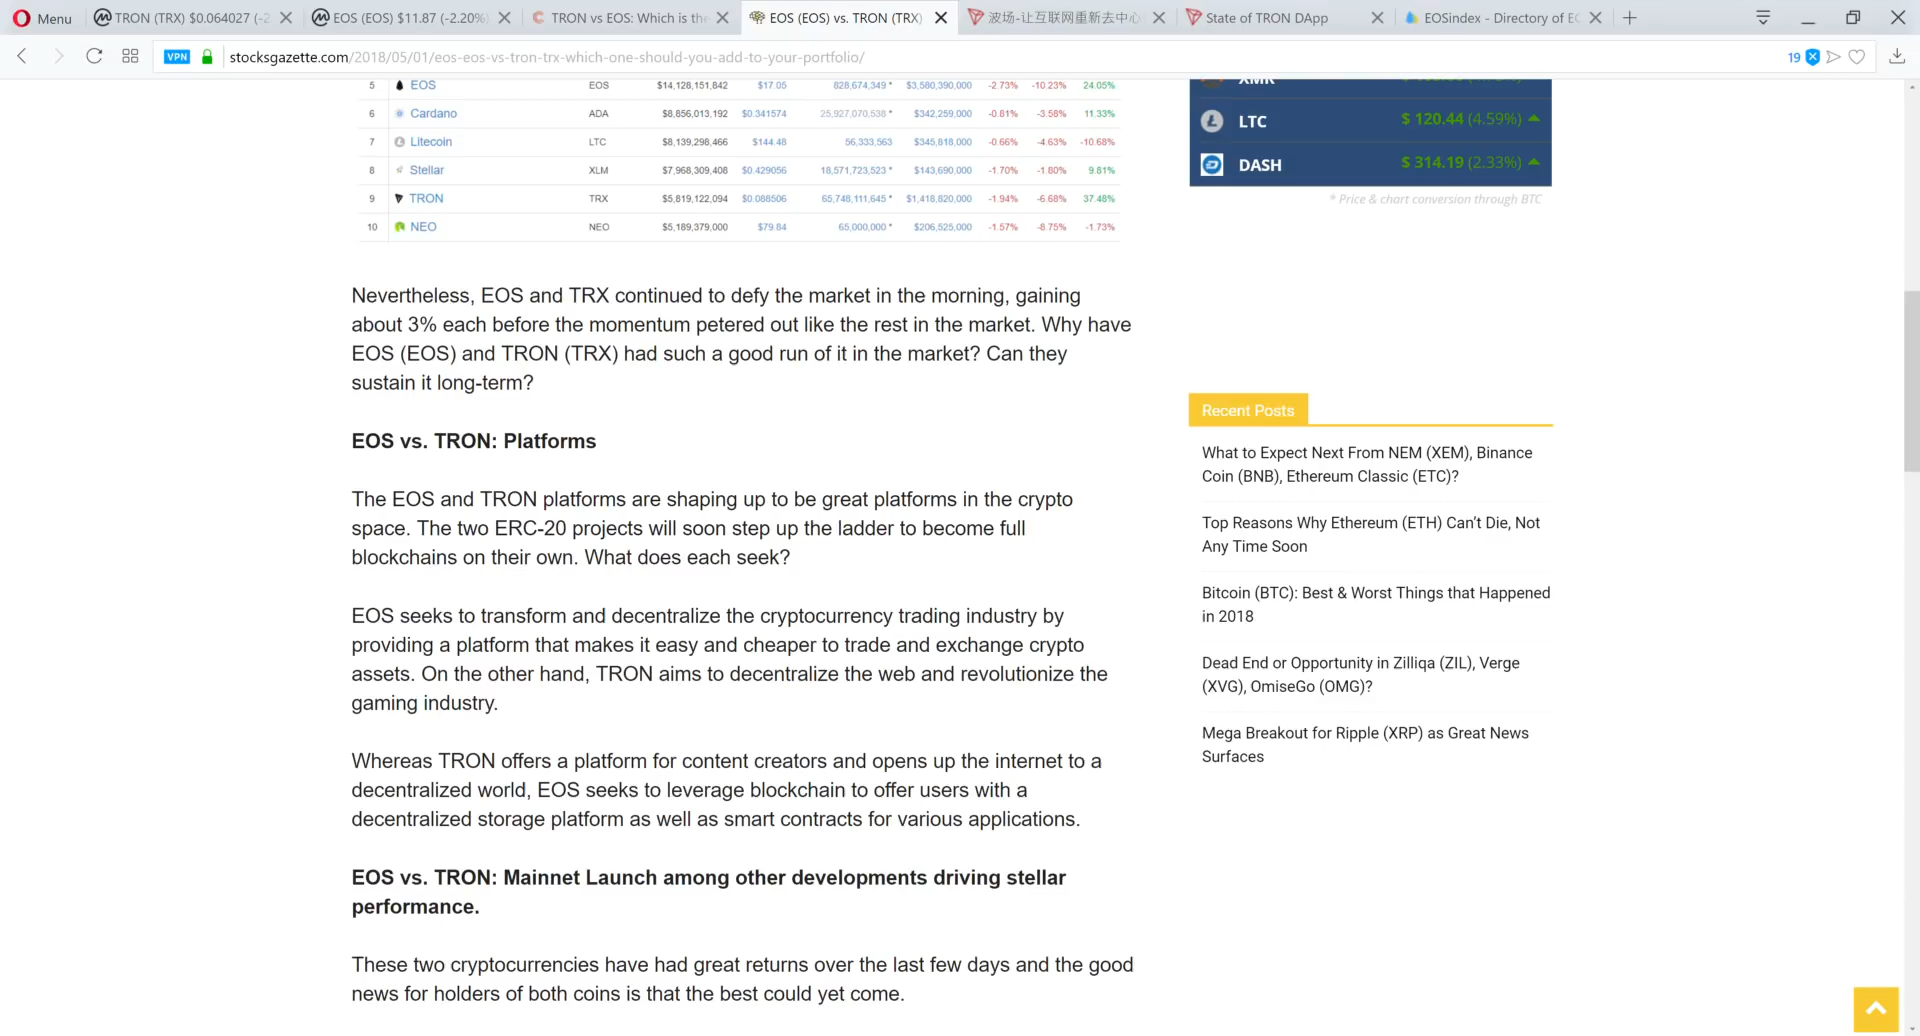 Menu
TRON (TRX) $0.064027 (-2
EOS (EOS) $11.87 (-2.20%)
TRON vs EOS: Which is the
EOS (EOS) vs. TRON (TRX)
波场-让互联网重新去中心
State of TRON DApp
EOSindex - Directory of EO
VPN
stocksgazette.com/2018/05/01/eos-eos-vs-tron-trx-which-one-should-you-add-to-your-portfolio/
19
5 EOS EOS $14,128,151,842 $17.05 828,674,349 * $3,580,390,000 -2.73% -10.23% 24.05%
6 Cardano ADA $8,856,013,192 $0.341574 25,927,070,538 * $342,259,000 -0.81% -3.58% 11.33%
7 Litecoin LTC $8,139,298,466 $144.48 56,333,563 $345,818,000 -0.66% -4.63% -10.68%
8 Stellar XLM $7,968,309,408 $0.429056 18,571,723,523 * $143,690,000 -1.70% -1.80% 9.81%
9 TRON TRX $5,819,122,094 $0.088506 65,748,111,645 * $1,418,820,000 -1.94% -6.68% 37.48%
10 NEO NEO $5,189,379,000 $79.84 65,000,000 * $206,525,000 -1.57% -8.75% -1.73%
Nevertheless, EOS and TRX continued to defy the market in the morning, gaining
about 3% each before the momentum petered out like the rest in the market. Why have
EOS (EOS) and TRON (TRX) had such a good run of it in the market? Can they
sustain it long-term?
EOS vs. TRON: Platforms
The EOS and TRON platforms are shaping up to be great platforms in the crypto
space. The two ERC-20 projects will soon step up the ladder to become full
blockchains on their own. What does each seek?
EOS seeks to transform and decentralize the cryptocurrency trading industry by
providing a platform that makes it easy and cheaper to trade and exchange crypto
assets. On the other hand, TRON aims to decentralize the web and revolutionize the
gaming industry.
Whereas TRON offers a platform for content creators and opens up the internet to a
decentralized world, EOS seeks to leverage blockchain to offer users with a
decentralized storage platform as well as smart contracts for various applications.
EOS vs. TRON: Mainnet Launch among other developments driving stellar
performance.
These two cryptocurrencies have had great returns over the last few days and the good
news for holders of both coins is that the best could yet come.
XMR
LTC $ 120.44 (4.59%)
DASH $ 314.19 (2.33%)
* Price & chart conversion through BTC
Recent Posts
What to Expect Next From NEM (XEM), Binance
Coin (BNB), Ethereum Classic (ETC)?
Top Reasons Why Ethereum (ETH) Can’t Die, Not
Any Time Soon
Bitcoin (BTC): Best & Worst Things that Happened
in 2018
Dead End or Opportunity in Zilliqa (ZIL), Verge
(XVG), OmiseGo (OMG)?
Mega Breakout for Ripple (XRP) as Great News
Surfaces